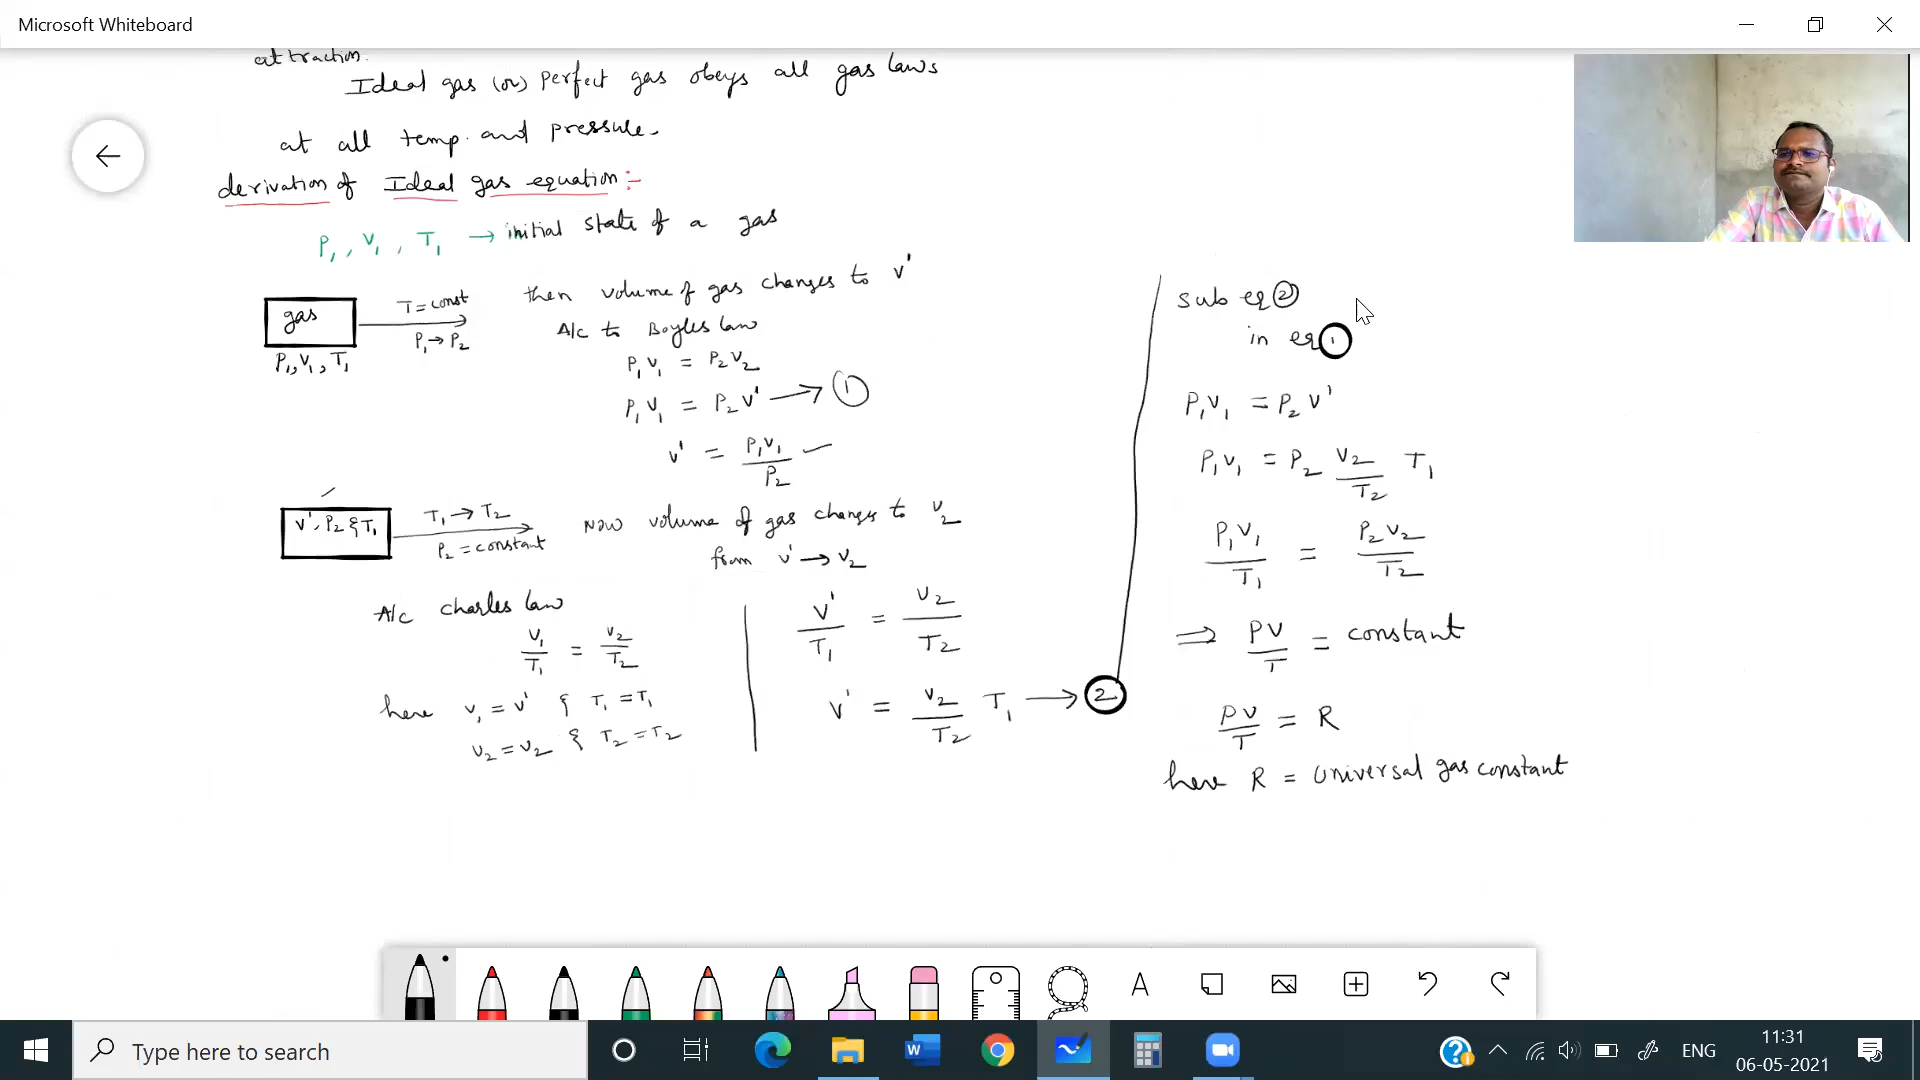 Microsoft Whiteboard
attraction.
Ideal gas (or) Perfect gas obeys all gas laws
at all temp. and pressure.
derivation of Ideal gas equation :-
P₁, V₁, T₁ → initial state of a gas
gas
P₁, V₁, T₁
T = const
P₁ → P₂
then volume of gas changes to V'
A/c to Boyles law
P₁V₁ = P₂V₂
P₁V₁ = P₂V' → ①
V' = P₁V₁/P₂
V', P₂ & T₁
T₁ → T₂
P₂ = constant
Now volume of gas changes to V₂
from V' → V₂
A/c charles law
V₁/T₁ = V₂/T₂
here V₁ = V' & T₁ = T₁
V₂ = V₂ & T₂ = T₂
V'/T₁ = V₂/T₂
V' = V₂/T₂ T₁ → ②
sub eq ②
in eq ①
P₁V₁ = P₂V'
P₁V₁ = P₂ V₂/T₂ T₁
P₁V₁/T₁ = P₂V₂/T₂
⇒ PV/T = constant
PV/T = R
here R = universal gas constant
A
Type here to search
ENG
11:31
06-05-2021